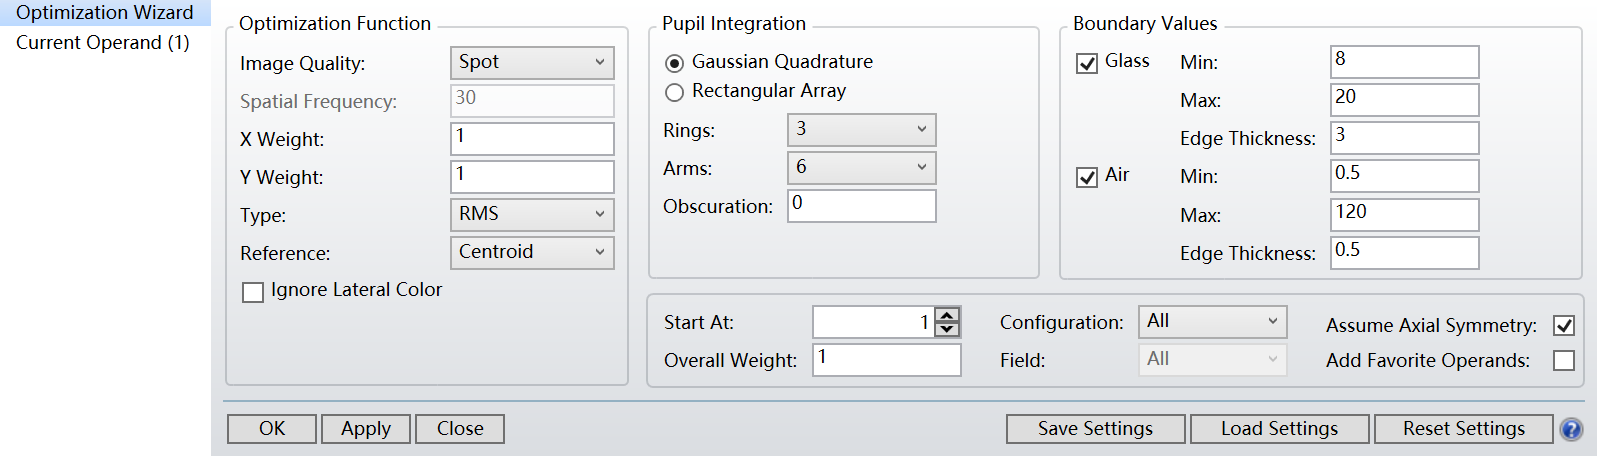 Optimization Wizard
Current Operand (1)
Optimization Function
Image Quality: Spot
Spatial Frequency: 30
X Weight: 1
Y Weight: 1
Type: RMS
Reference: Centroid
Ignore Lateral Color
Pupil Integration
Gaussian Quadrature
Rectangular Array
Rings: 3
Arms: 6
Obscuration: 0
Boundary Values
Glass Min: 8
Max: 20
Edge Thickness: 3
Air Min: 0.5
Max: 120
Edge Thickness: 0.5
Start At: 1 Configuration: All Assume Axial Symmetry:
Overall Weight: 1 Field: All Add Favorite Operands:
OK Apply Close Save Settings Load Settings Reset Settings ?